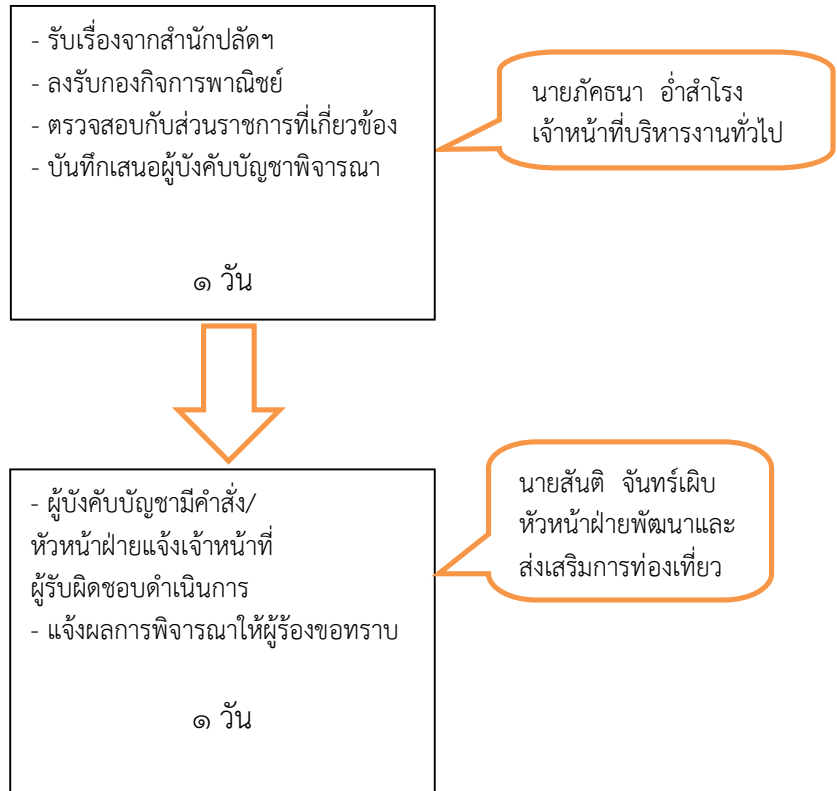 - รับเรื่องจากสำนักปลัดฯ
- ลงรับกองกิจการพาณิชย์
- ตรวจสอบกับส่วนราชการที่เกี่ยวข้อง
- บันทึกเสนอผู้บังคับบัญชาพิจารณา
๑ วัน
นายภัคธนา อ่ำสำโรง
เจ้าหน้าที่บริหารงานทั่วไป
- ผู้บังคับบัญชามีคำสั่ง/
หัวหน้าฝ่ายแจ้งเจ้าหน้าที่
ผู้รับผิดชอบดำเนินการ
- แจ้งผลการพิจารณาให้ผู้ร้องขอทราบ
๑ วัน
นายสันติ จันทร์เผิบ
หัวหน้าฝ่ายพัฒนาและ
ส่งเสริมการท่องเที่ยว